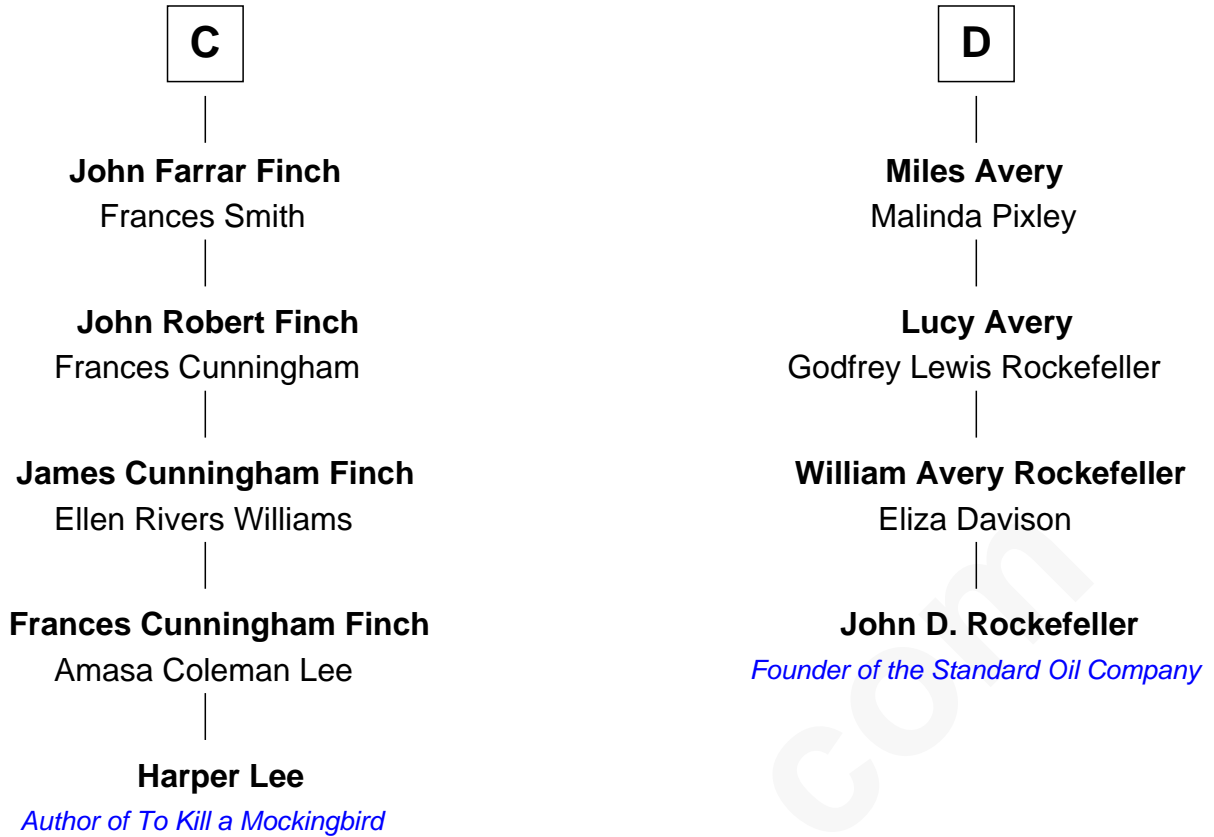 C
John Farrar Finch
Frances Smith
John Robert Finch
Frances Cunningham
James Cunningham Finch
Ellen Rivers Williams
Frances Cunningham Finch
Amasa Coleman Lee
Harper Lee
Author of To Kill a Mockingbird
D
Miles Avery
Malinda Pixley
Lucy Avery
Godfrey Lewis Rockefeller
William Avery Rockefeller
Eliza Davison
John D. Rockefeller
Founder of the Standard Oil Company
com